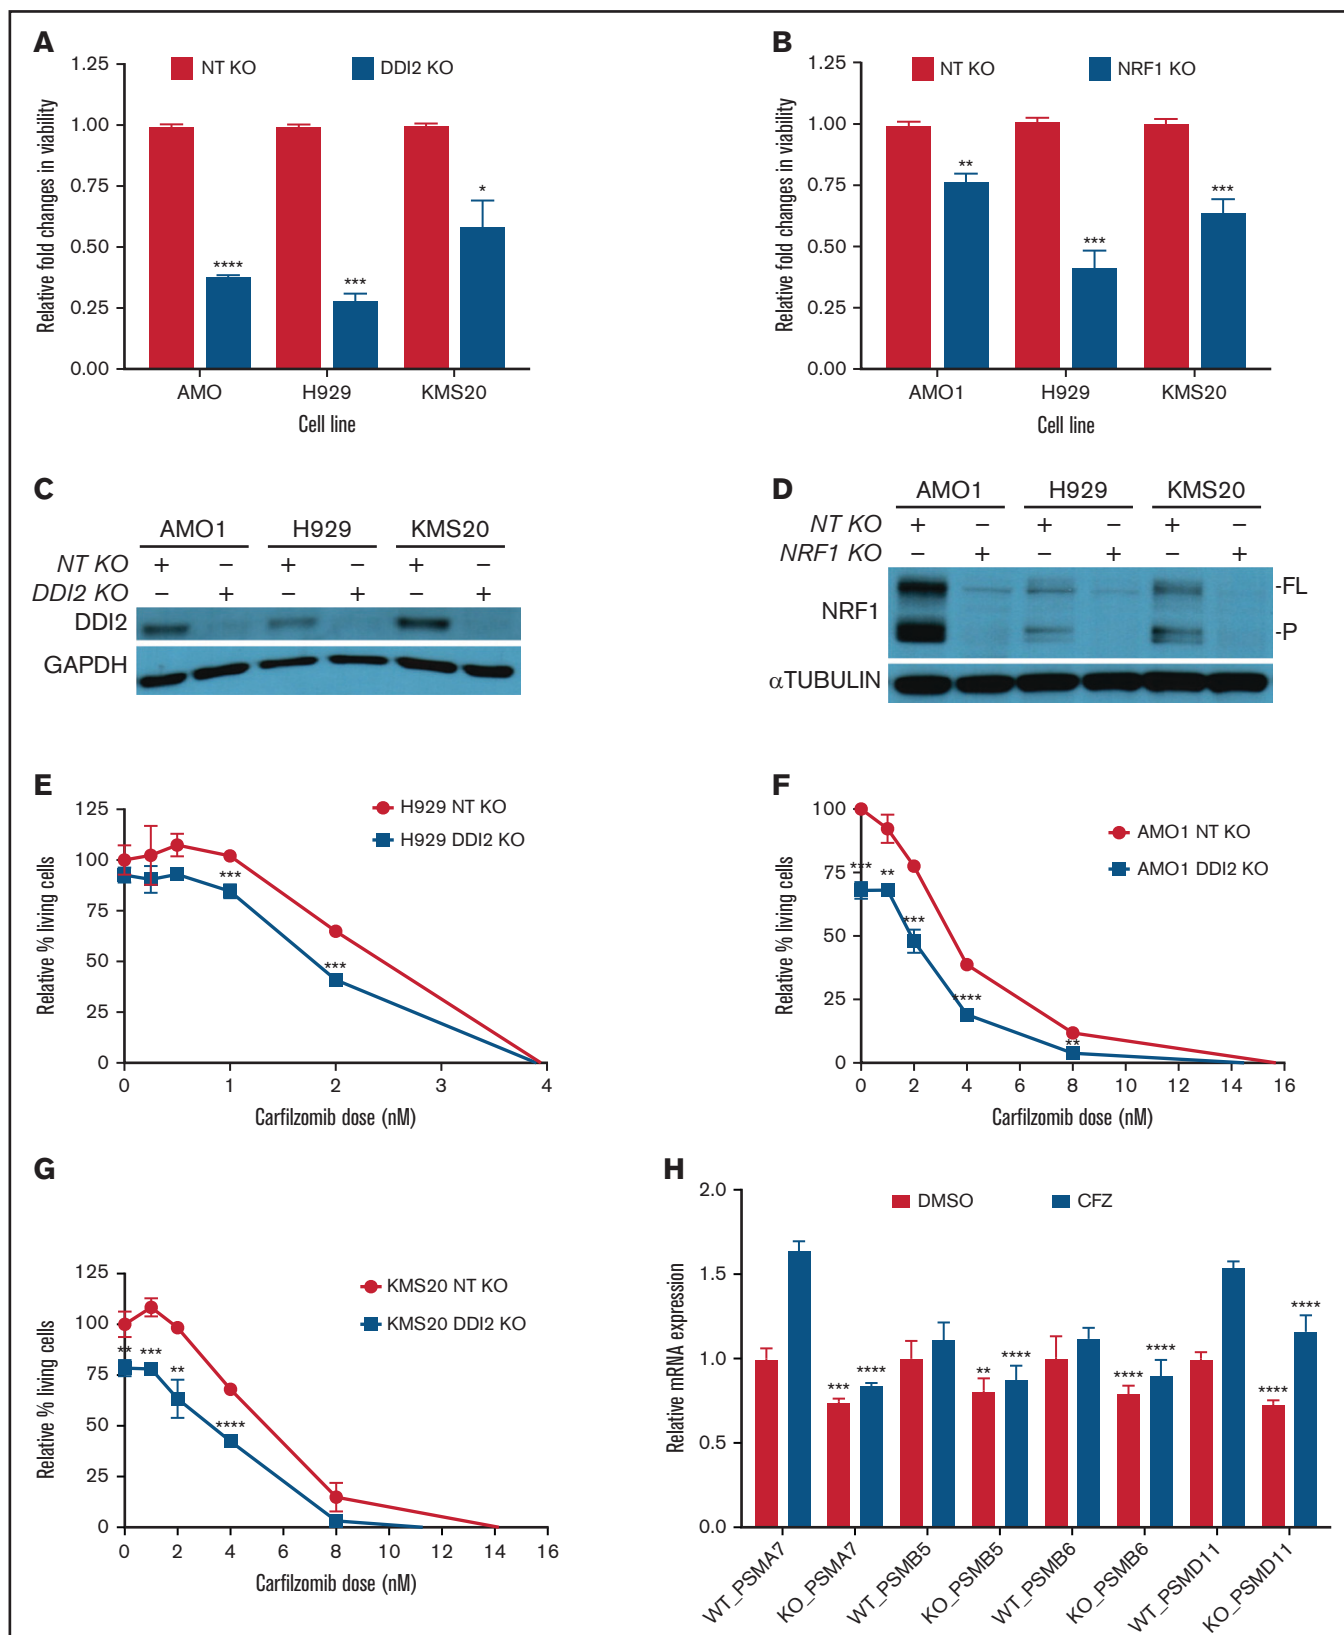 A
NT KO
DDI2 KO
Relative fold changes in viability
1.25
1.00
0.75
0.50
0.25
0.00
****
***
*
AMO
H929
KMS20
Cell line
B
NT KO
NRF1 KO
Relative fold changes in viability
1.25
1.00
0.75
0.50
0.25
0.00
**
***
***
AMO1
H929
KMS20
Cell line
C
AMO1 H929 KMS20
NT KO + – + – + –
DDI2 KO – + – + – +
DDI2
GAPDH
D
AMO1 H929 KMS20
NT KO + – + – + –
NRF1 KO – + – + – +
NRF1
-FL
-P
αTUBULIN
E
H929 NT KO
H929 DDI2 KO
Relative % living cells
125
100
75
50
25
0
***
***
0 1 2 3 4
Carfilzomib dose (nM)
F
AMO1 NT KO
AMO1 DDI2 KO
Relative % living cells
100
75
50
25
0
***
**
***
****
**
0 2 4 6 8 10 12 14 16
Carfilzomib dose (nM)
G
KMS20 NT KO
KMS20 DDI2 KO
Relative % living cells
125
100
75
50
25
0
**
***
**
****
0 2 4 6 8 10 12 14 16
Carfilzomib dose (nM)
H
DMSO
CFZ
Relative mRNA expression
2.0
1.5
1.0
0.5
0.0
***
****
**
****
****
****
****
****
WT_PSMA7
KO_PSMA7
WT_PSMB5
KO_PSMB5
WT_PSMB6
KO_PSMB6
WT_PSMD11
KO_PSMD11